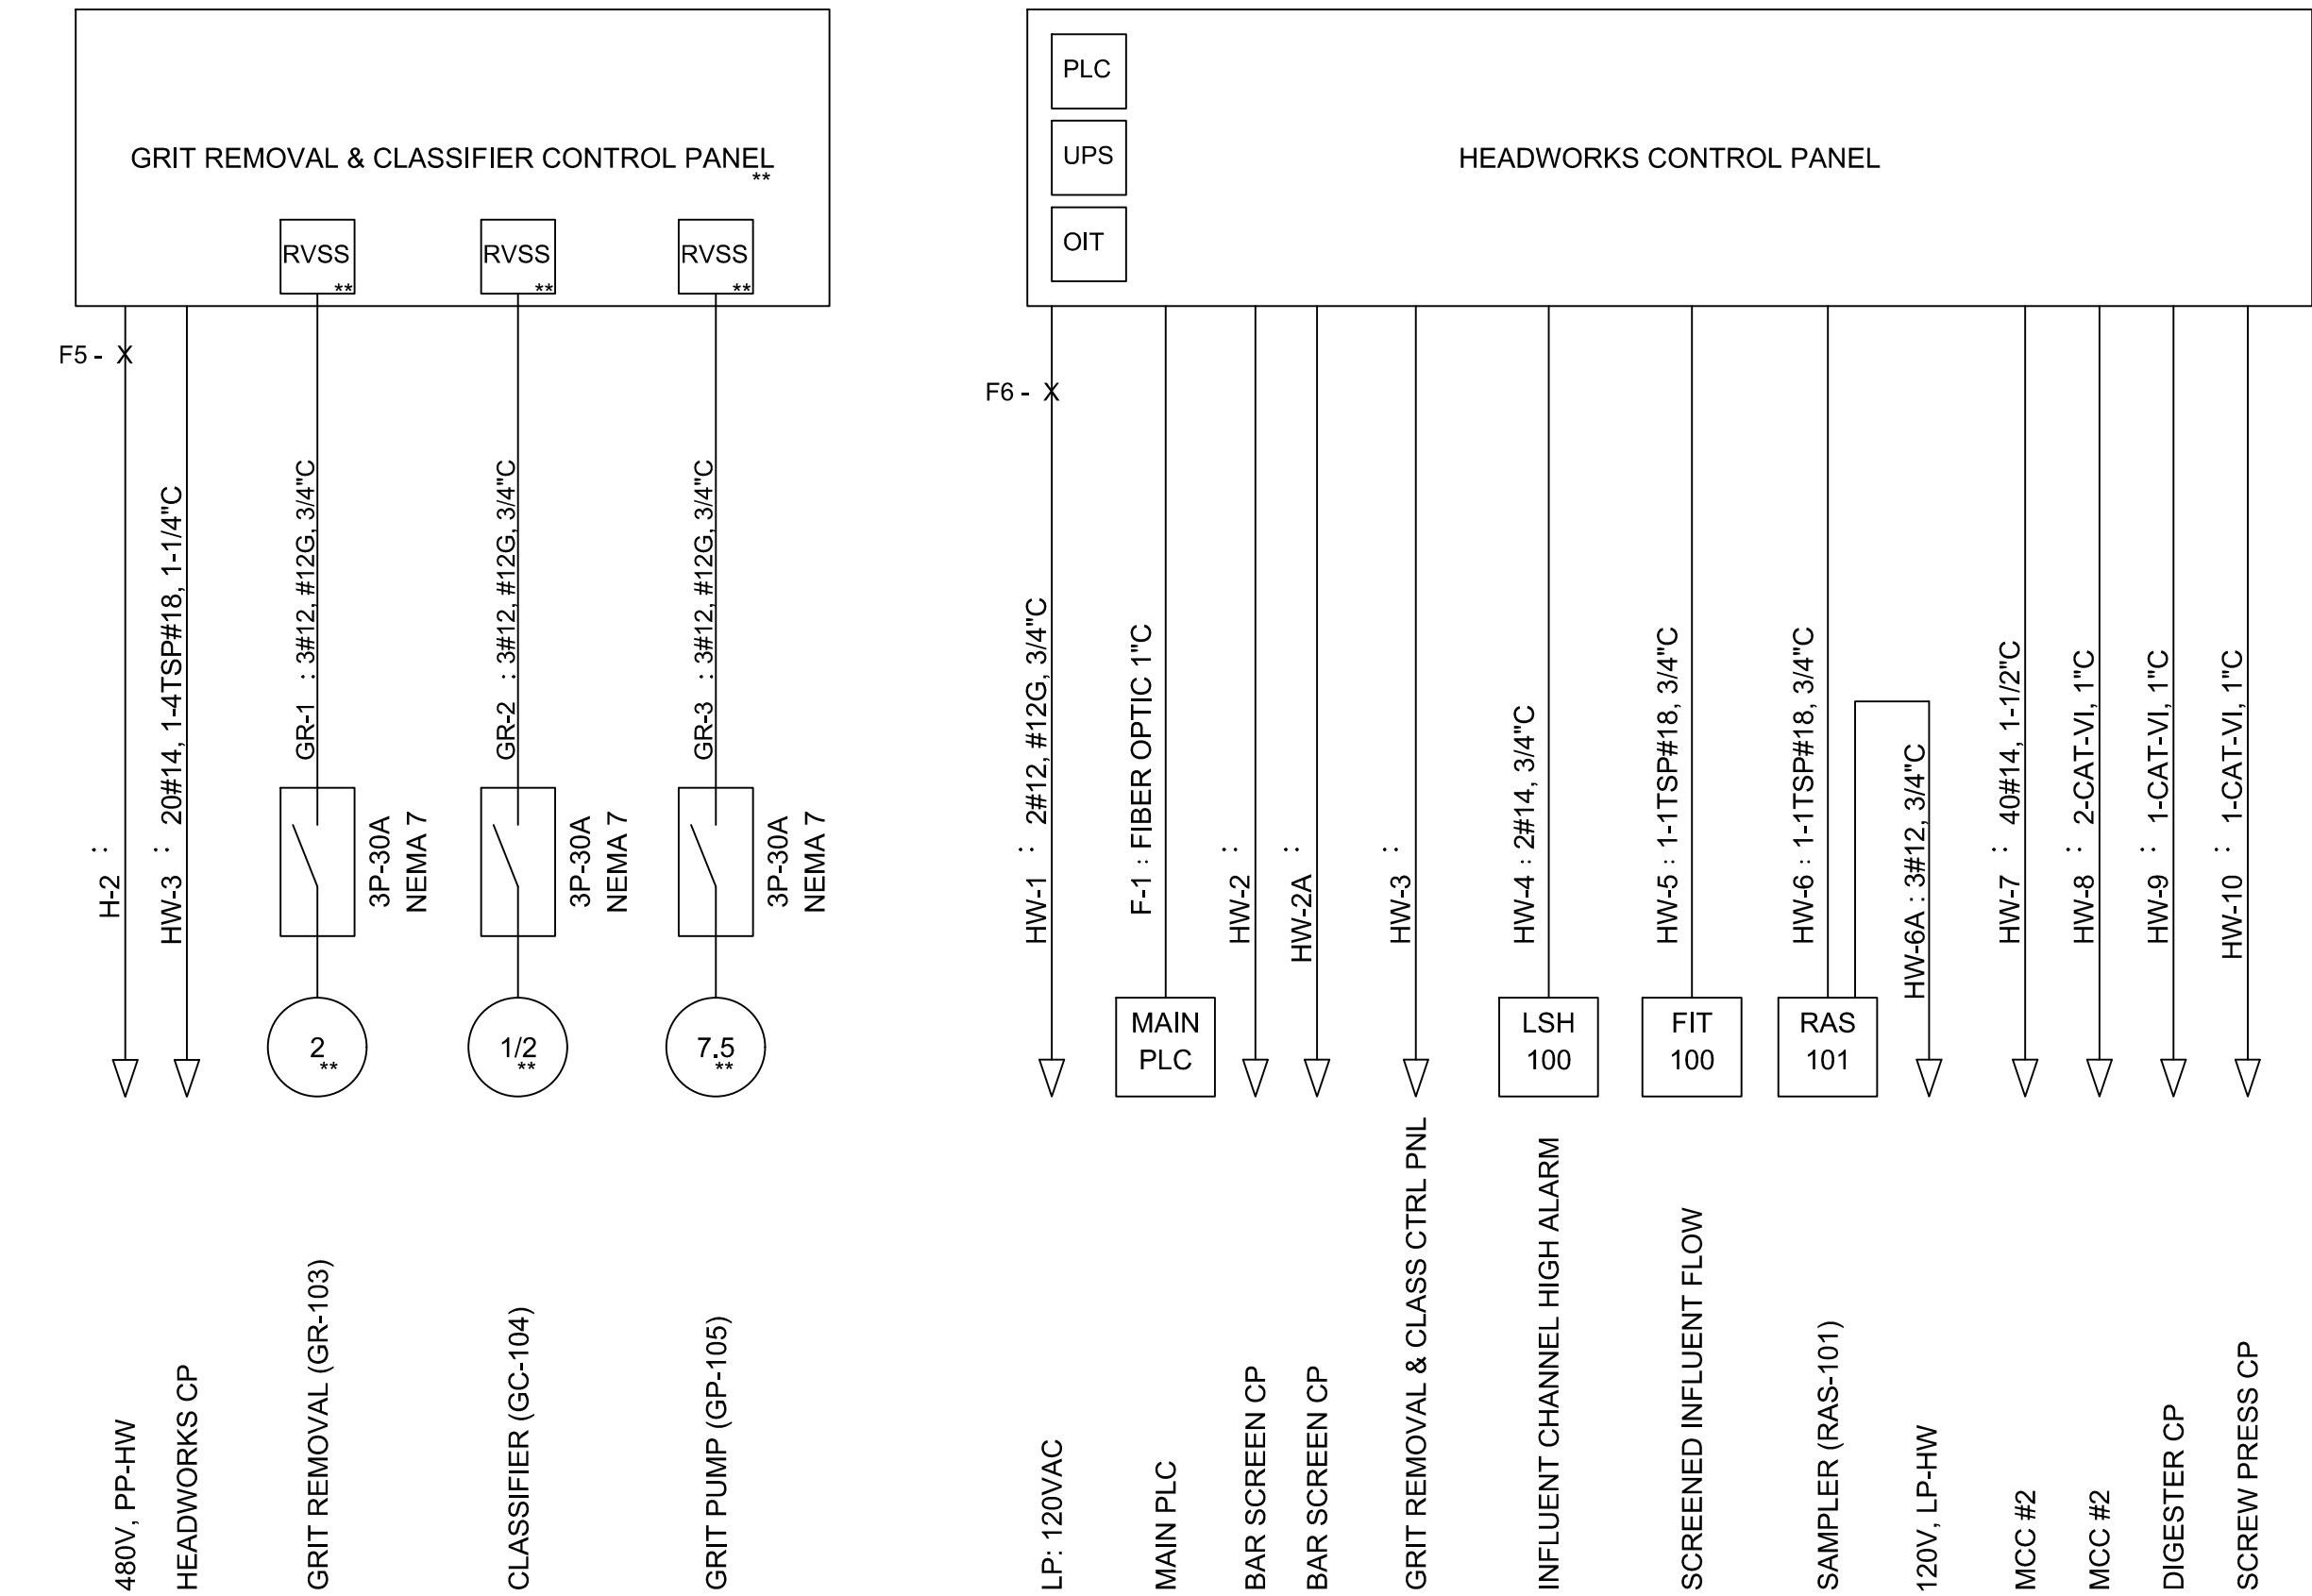 GRIT REMOVAL & CLASSIFIER CONTROL PANEL
**
RVSS
**
RVSS
**
RVSS
**
F5 - X
H-2 :
HW-3 : 20#14, 1-4TSP#18, 1-1/4"C
GR-1 : 3#12, #12G, 3/4"C
GR-2 : 3#12, #12G, 3/4"C
GR-3 : 3#12, #12G, 3/4"C
3P-30A
NEMA 7
3P-30A
NEMA 7
3P-30A
NEMA 7
2
**
1/2
**
7.5
**
480V, PP-HW
HEADWORKS CP
GRIT REMOVAL (GR-103)
CLASSIFIER (GC-104)
GRIT PUMP (GP-105)
PLC
UPS
OIT
HEADWORKS CONTROL PANEL
F6 - X
HW-1 : 2#12, #12G, 3/4"C
F-1 : FIBER OPTIC 1"C
HW-2 :
HW-2A :
HW-3 :
HW-4 : 2#14, 3/4"C
HW-5 : 1-1TSP#18, 3/4"C
HW-6 : 1-1TSP#18, 3/4"C
HW-6A : 3#12, 3/4"C
HW-7 : 40#14, 1-1/2"C
HW-8 : 2-CAT-VI, 1"C
HW-9 : 1-CAT-VI, 1"C
HW-10 : 1-CAT-VI, 1"C
MAIN
PLC
LSH
100
FIT
100
RAS
101
LP: 120VAC
MAIN PLC
BAR SCREEN CP
BAR SCREEN CP
GRIT REMOVAL & CLASS CTRL PNL
INFLUENT CHANNEL HIGH ALARM
SCREENED INFLUENT FLOW
SAMPLER (RAS-101)
120V, LP-HW
MCC #2
MCC #2
DIGESTER CP
SCREW PRESS CP